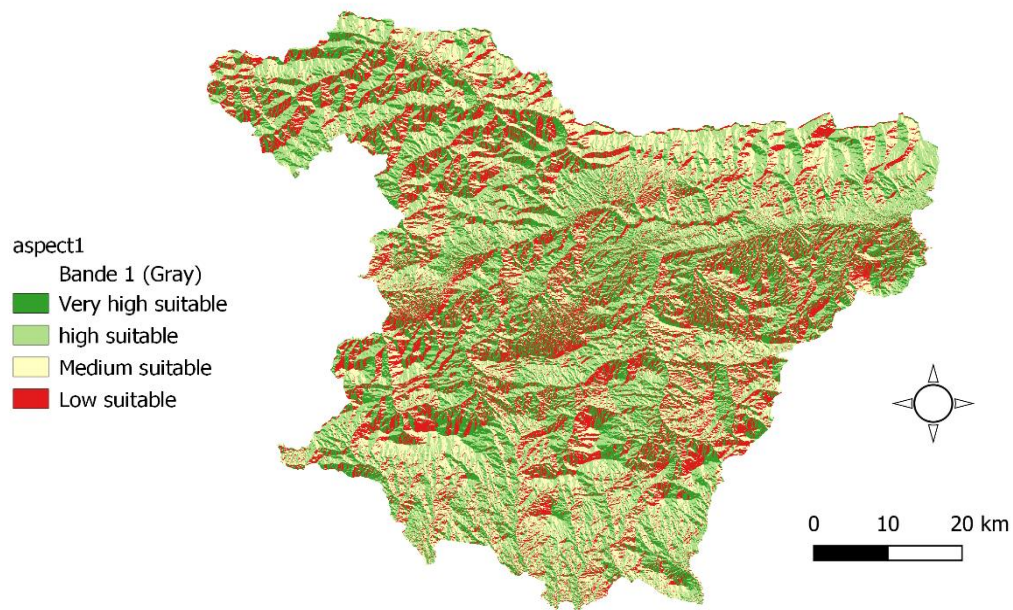 aspect1
Bande 1 (Gray)
Very high suitable
high suitable
Medium suitable
Low suitable
0 10 20 km